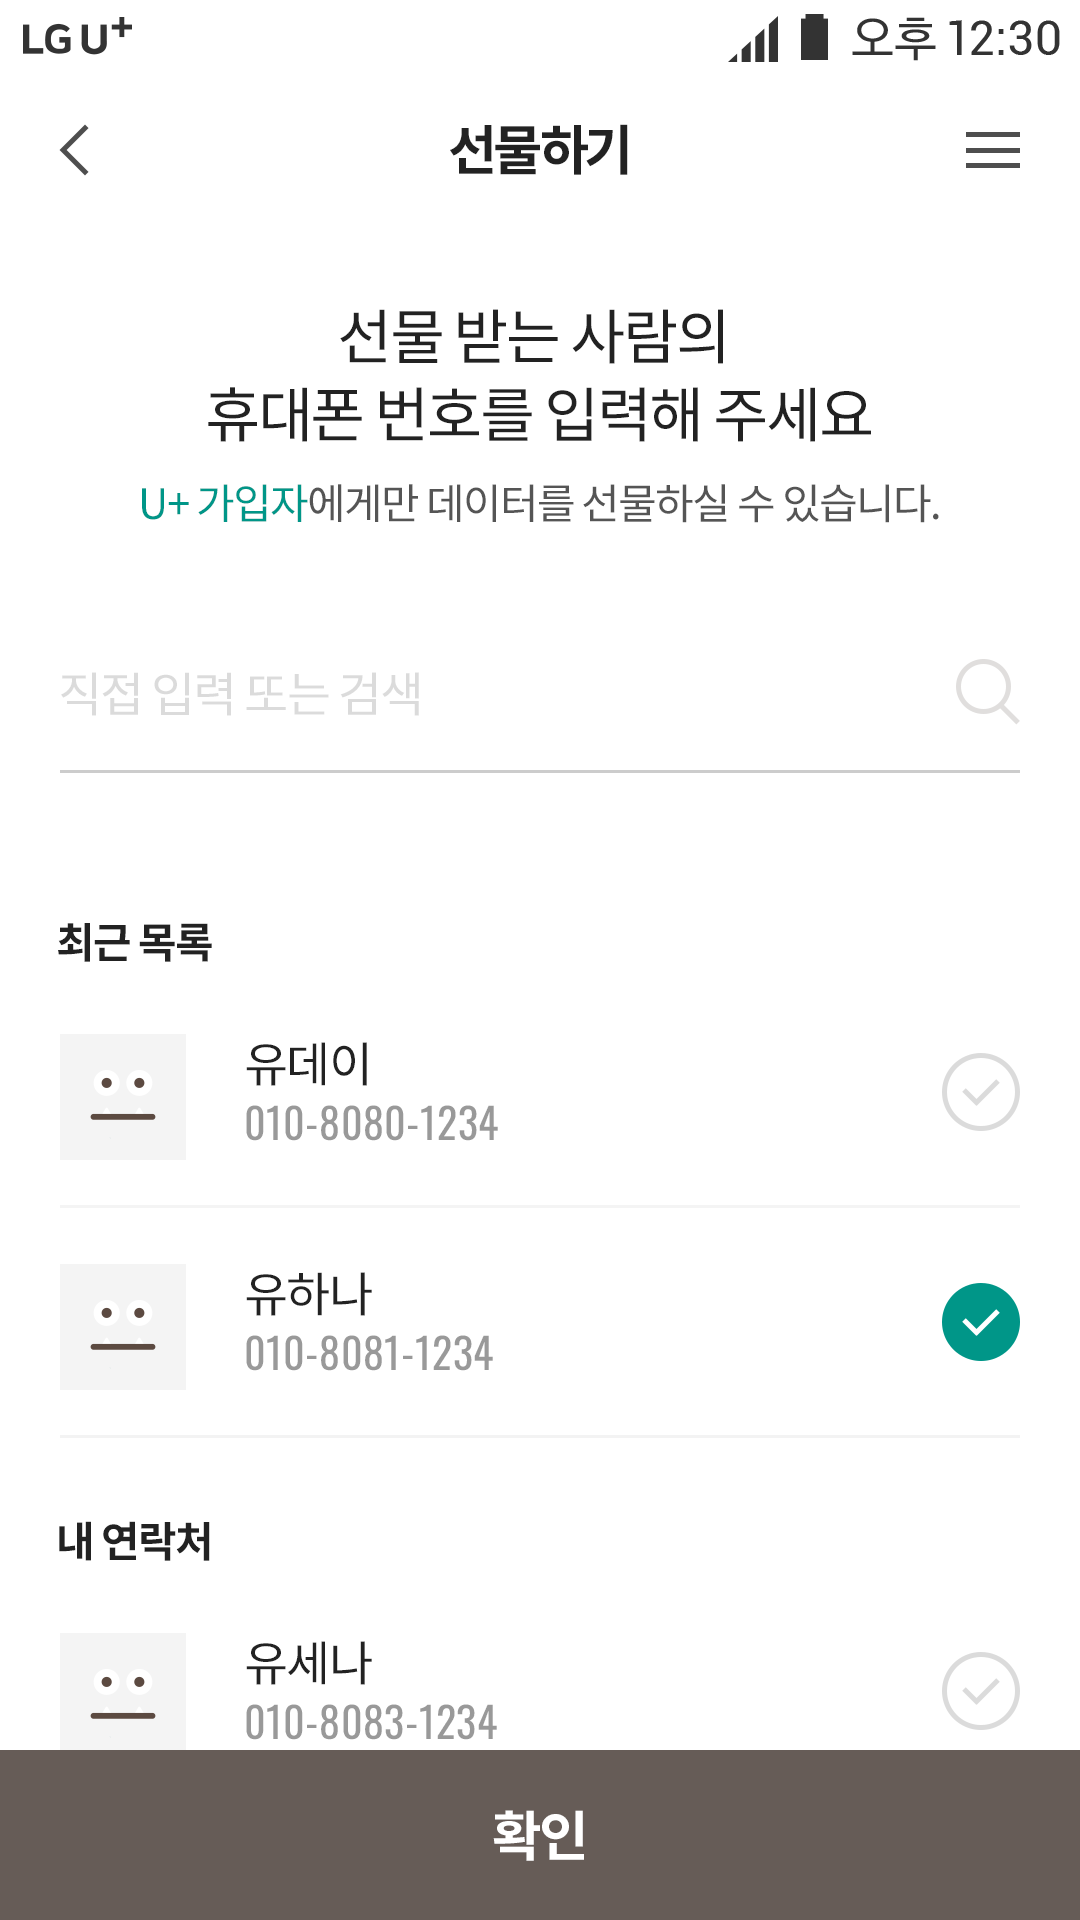 LG U+ 오후 12:30
선물하기
선물 받는 사람의
휴대폰 번호를 입력해 주세요
U+ 가입자에게만 데이터를 선물하실 수 있습니다.
직접 입력 또는 검색
최근 목록
유데이
010-8080-1234
유하나
010-8081-1234
내 연락처
유세나
010-8083-1234
확인